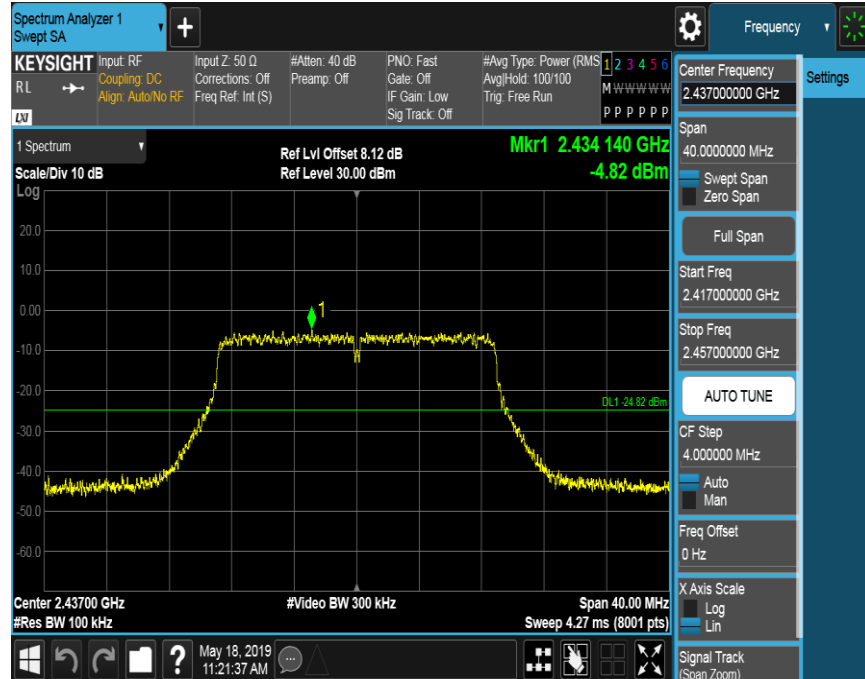 Spectrum Analyzer 1
Swept SA
+
Frequency
KEYSIGHT
RL
LXI
Input: RF
Coupling: DC
Align: Auto/No RF
Input Z: 50 Ω
Corrections: Off
Freq Ref: Int (S)
#Atten: 40 dB
Preamp: Off
PNO: Fast
Gate: Off
IF Gain: Low
Sig Track: Off
#Avg Type: Power (RMS
Avg|Hold: 100/100
Trig: Free Run
1 2 3 4 5 6
M W W W W W
P P P P P P
Center Frequency
2.437000000 GHz
Settings
1 Spectrum
Scale/Div 10 dB
Ref Lvl Offset 8.12 dB
Ref Level 30.00 dBm
Mkr1 2.434 140 GHz
-4.82 dBm
Log
20.0
10.0
0.00
-10.0
-20.0
-30.0
-40.0
-50.0
-60.0
1
DL1 -24.82 dBm
Center 2.43700 GHz
#Res BW 100 kHz
#Video BW 300 kHz
Span 40.00 MHz
Sweep 4.27 ms (8001 pts)
Span
40.0000000 MHz
Swept Span
Zero Span
Full Span
Start Freq
2.417000000 GHz
Stop Freq
2.457000000 GHz
AUTO TUNE
CF Step
4.000000 MHz
Auto
Man
Freq Offset
0 Hz
X Axis Scale
Log
Lin
Signal Track
(Span Zoom)
?
May 18, 2019
11:21:37 AM